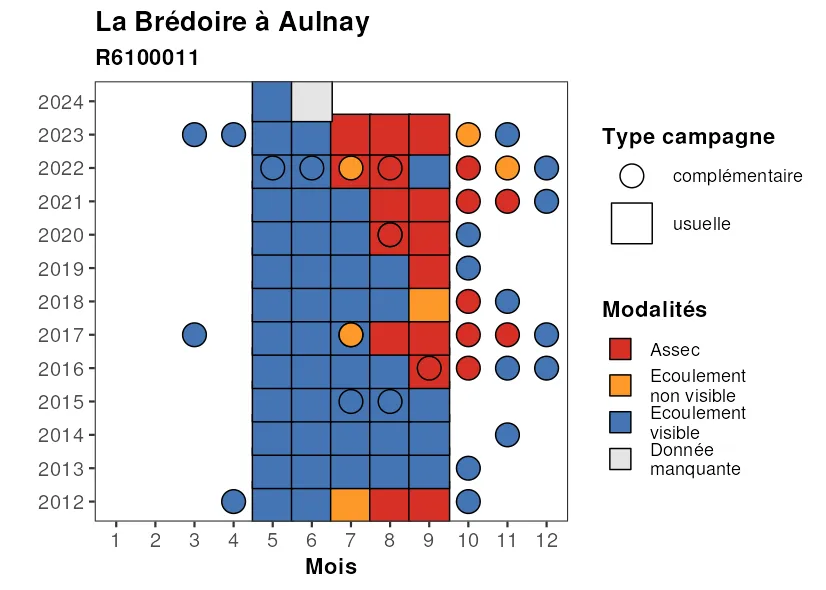 La Brédoire à Aulnay
R6100011
2024
2023
2022
2021
2020
2019
2018
2017
2016
2015
2014
2013
2012
1 2 3 4 5 6 7 8 9 10 11 12
Mois
Type campagne
complémentaire
usuelle
Modalités
Assec
Ecoulement
non visible
Ecoulement
visible
Donnée
manquante